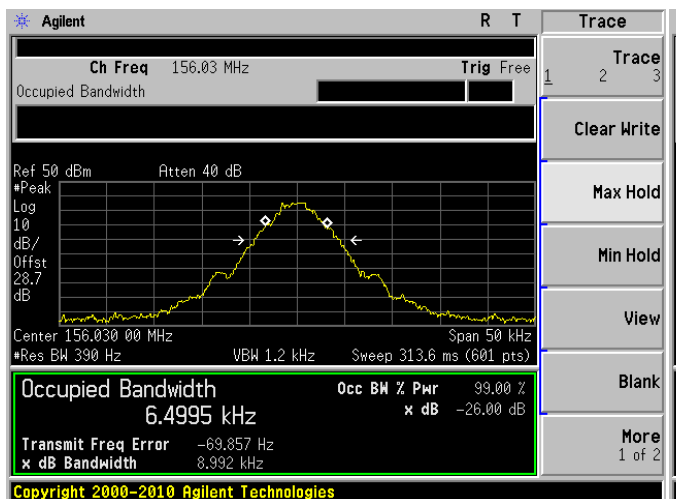 Agilent R T Trace
Ch Freq 156.03 MHz Trig Free
Occupied Bandwidth
Trace
1 2 3
Clear Write
Max Hold
Min Hold
View
Blank
More
1 of 2
Ref 50 dBm Atten 40 dB
#Peak
Log
10
dB/
Offst
28.7
dB
Center 156.030 00 MHz Span 50 kHz
#Res BW 390 Hz VBW 1.2 kHz Sweep 313.6 ms (601 pts)
Occupied Bandwidth Occ BW % Pwr 99.00 %
6.4995 kHz x dB -26.00 dB
Transmit Freq Error -69.857 Hz
x dB Bandwidth 8.992 kHz
Copyright 2000-2010 Agilent Technologies